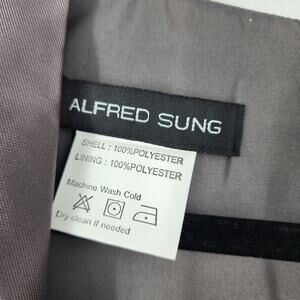 ALFRED SUNG
SHELL : 100%POLYESTER
LINING : 100%POLYESTER
Machine Wash Cold
Dry-clean if needed